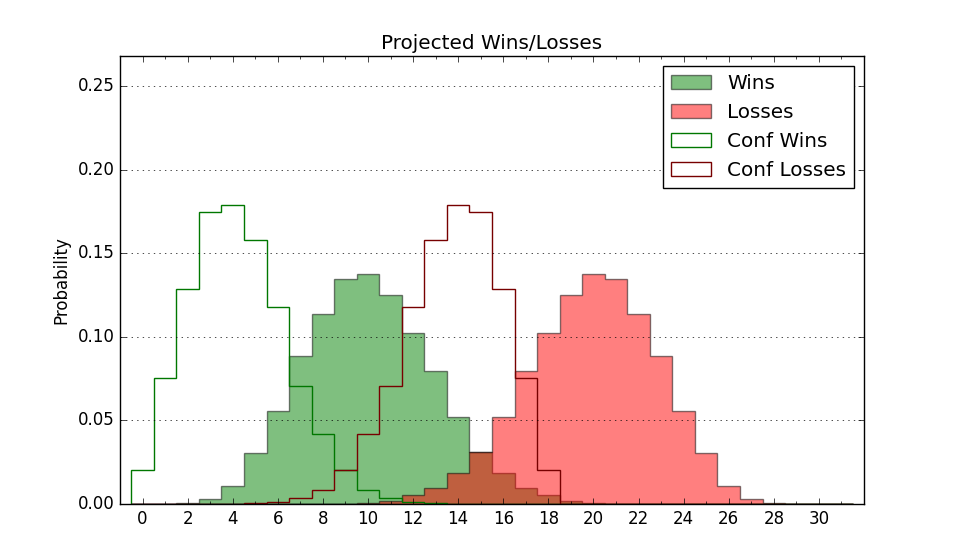 Projected Wins/Losses
Probability
0.25
0.20
0.15
0.10
0.05
0.00
Wins
Losses
Conf Wins
Conf Losses
0 2 4 6 8 10 12 14 16 18 20 22 24 26 28 30